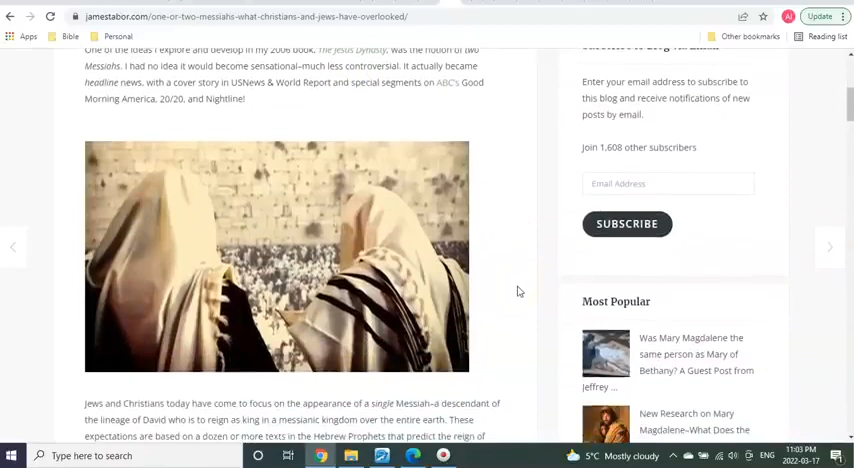 jamestabor.com/one-or-two-messiahs-what-christians-and-jews-have-overlooked/
Update
Apps
Bible
Personal
Other bookmarks
Reading list
One of the ideas I explore and develop in my 2006 book, The Jesus Dynasty, was the notion of two
Messiahs. I had no idea it would become sensational–much less controversial. It actually became
headline news, with a cover story in USNews & World Report and special segments on ABC's Good
Morning America, 20/20, and Nightline!
Jews and Christians today have come to focus on the appearance of a single Messiah–a descendant of
the lineage of David who is to reign as king in a messianic kingdom over the entire earth. These
expectations are based on a dozen or more texts in the Hebrew Prophets that predict the reign of
Subscribe to Blog via Email
Enter your email address to subscribe to
this blog and receive notifications of new
posts by email.
Join 1,608 other subscribers
Email Address
SUBSCRIBE
Most Popular
Was Mary Magdalene the
same person as Mary of
Bethany? A Guest Post from
Jeffrey ...
New Research on Mary
Magdalene–What Does the
Type here to search
5°C Mostly cloudy
ENG
11:03 PM
2022-03-17